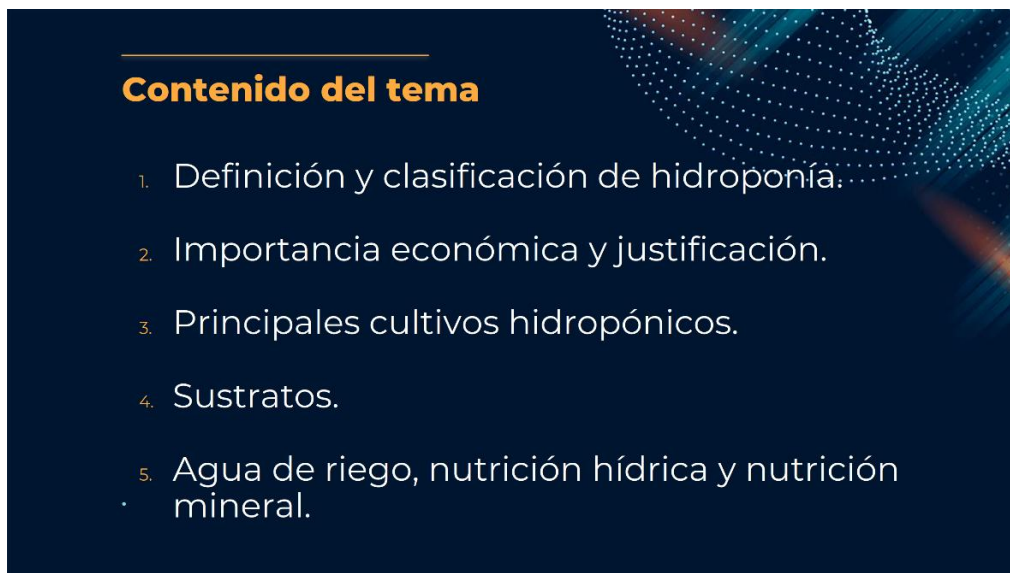 Contenido del tema
1. Definición y clasificación de hidroponía.
2. Importancia económica y justificación.
3. Principales cultivos hidropónicos.
4. Sustratos.
5. Agua de riego, nutrición hídrica y nutrición
mineral.